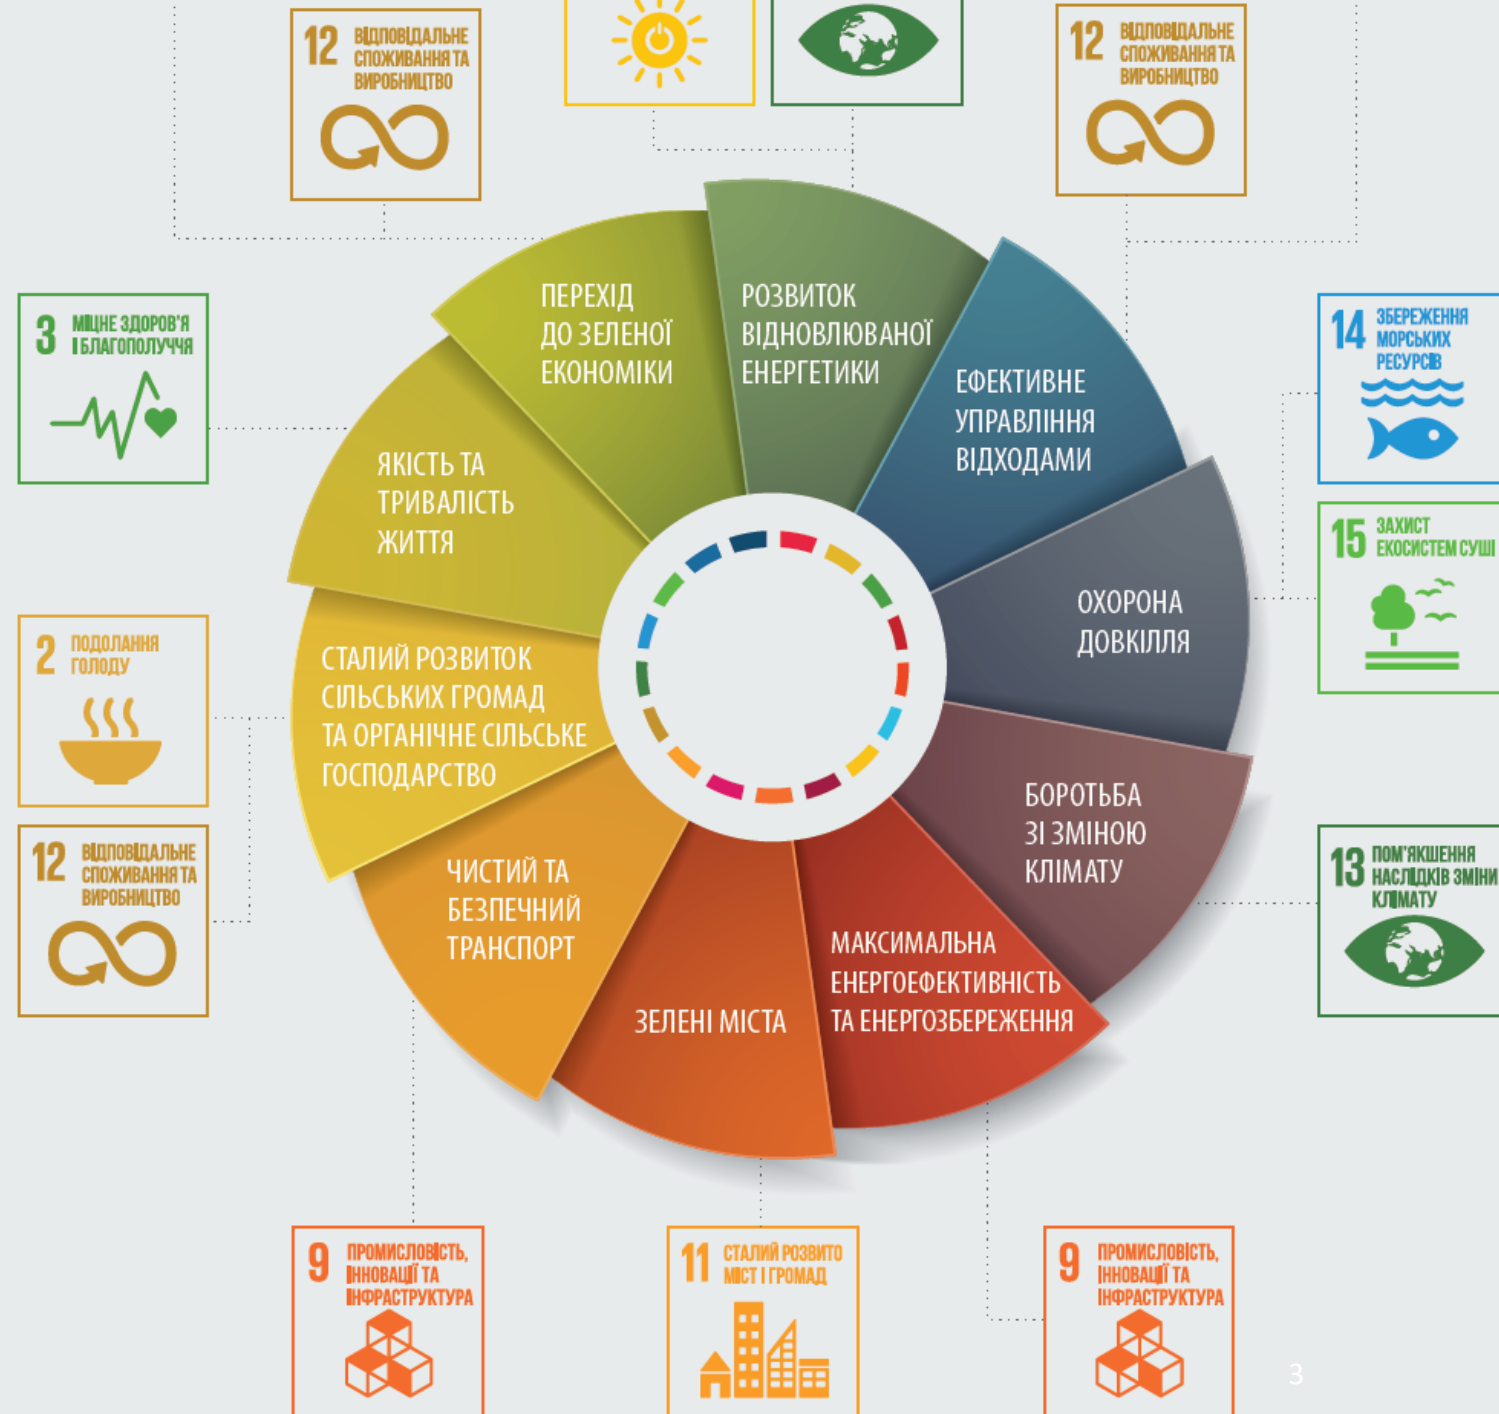 12 ВІДПОВІДАЛЬНЕ
СПОЖИВАННЯ ТА
ВИРОБНИЦТВО
12 ВІДПОВІДАЛЬНЕ
СПОЖИВАННЯ ТА
ВИРОБНИЦТВО
ПЕРЕХІД
ДО ЗЕЛЕНОЇ
ЕКОНОМІКИ
РОЗВИТОК
ВІДНОВЛЮВАНОЇ
ЕНЕРГЕТИКИ
ЕФЕКТИВНЕ
УПРАВЛІННЯ
ВІДХОДАМИ
3 МІЦНЕ ЗДОРОВ'Я
І БЛАГОПОЛУЧЧЯ
14 ЗБЕРЕЖЕННЯ
МОРСЬКИХ
РЕСУРСІВ
ЯКІСТЬ ТА
ТРИВАЛІСТЬ
ЖИТТЯ
15 ЗАХИСТ
ЕКОСИСТЕМ СУШІ
ОХОРОНА
ДОВКІЛЛЯ
2 ПОДОЛАННЯ
ГОЛОДУ
СТАЛИЙ РОЗВИТОК
СІЛЬСЬКИХ ГРОМАД
ТА ОРГАНІЧНЕ СІЛЬСЬКЕ
ГОСПОДАРСТВО
БОРОТЬБА
ЗІ ЗМІНОЮ
КЛІМАТУ
12 ВІДПОВІДАЛЬНЕ
СПОЖИВАННЯ ТА
ВИРОБНИЦТВО
13 ПОМ'ЯКШЕННЯ
НАСЛІДКІВ ЗМІНИ
КЛІМАТУ
ЧИСТИЙ ТА
БЕЗПЕЧНИЙ
ТРАНСПОРТ
МАКСИМАЛЬНА
ЕНЕРГОЕФЕКТИВНІСТЬ
ТА ЕНЕРГОЗБЕРЕЖЕННЯ
ЗЕЛЕНІ МІСТА
9 ПРОМИСЛОВІСТЬ,
ІННОВАЦІЇ ТА
ІНФРАСТРУКТУРА
11 СТАЛИЙ РОЗВИТО
МІСТ І ГРОМАД
9 ПРОМИСЛОВІСТЬ,
ІННОВАЦІЇ ТА
ІНФРАСТРУКТУРА
3